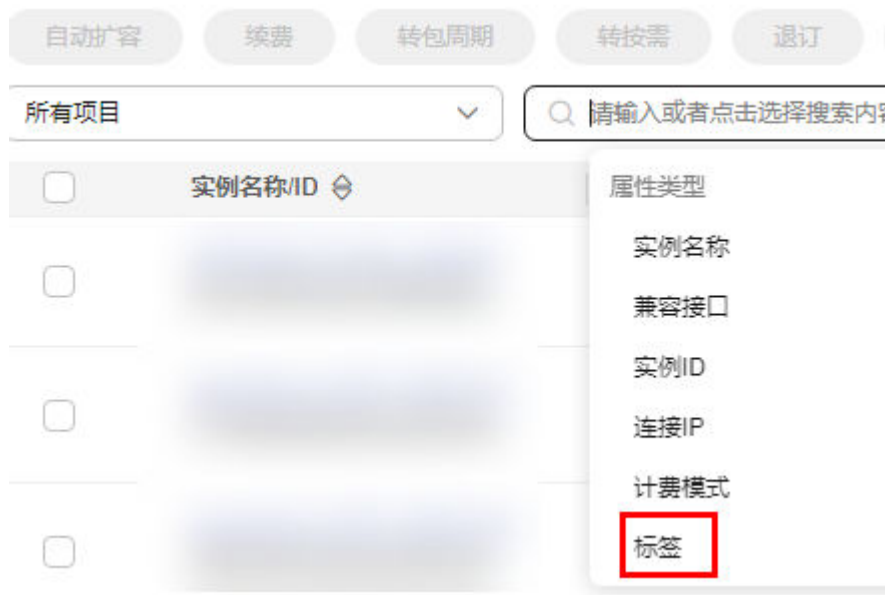 自动扩容 续费 转包周期 转按需 退订
所有项目 请输入或者点击选择搜索内容
实例名称/ID 属性类型
实例名称
兼容接口
实例ID
连接IP
计费模式
标签